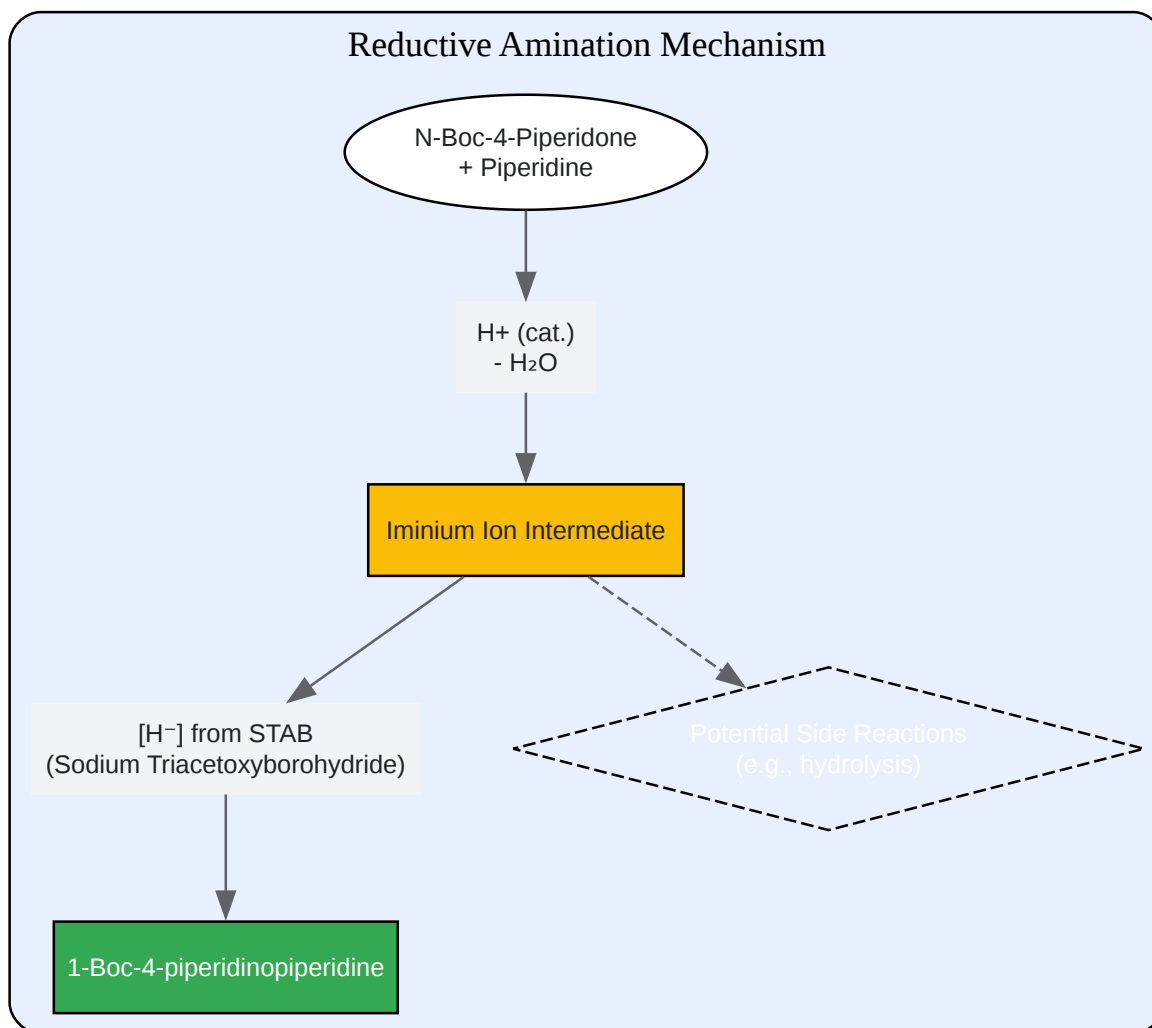 Reductive Amination Mechanism
N-Boc-4-Piperidone
+ Piperidine
H+ (cat.)
- H₂O
Iminium Ion Intermediate
[H⁻] from STAB
(Sodium Triacetoxyborohydride)
Potential Side Reactions
(e.g., hydrolysis)
1-Boc-4-piperidinopiperidine